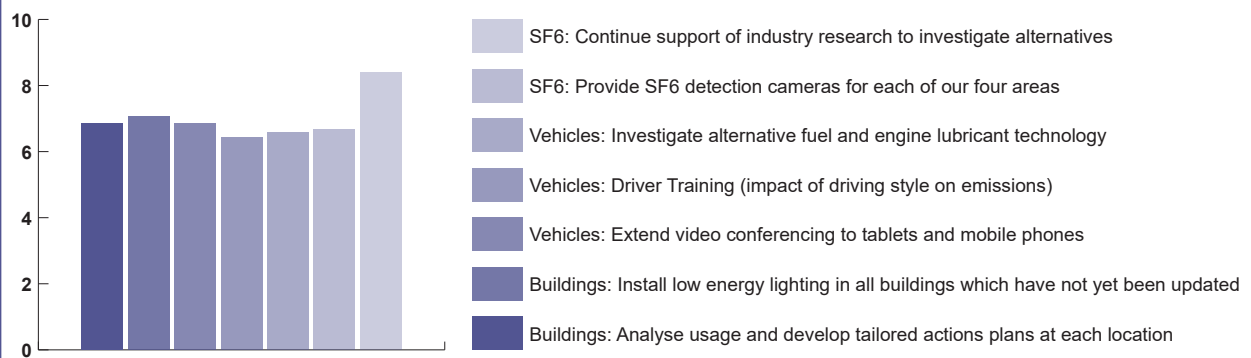 10
8
6
4
2
0
SF6: Continue support of industry research to investigate alternatives
SF6: Provide SF6 detection cameras for each of our four areas
Vehicles: Investigate alternative fuel and engine lubricant technology
Vehicles: Driver Training (impact of driving style on emissions)
Vehicles: Extend video conferencing to tablets and mobile phones
Buildings: Install low energy lighting in all buildings which have not yet been updated
Buildings: Analyse usage and develop tailored actions plans at each location